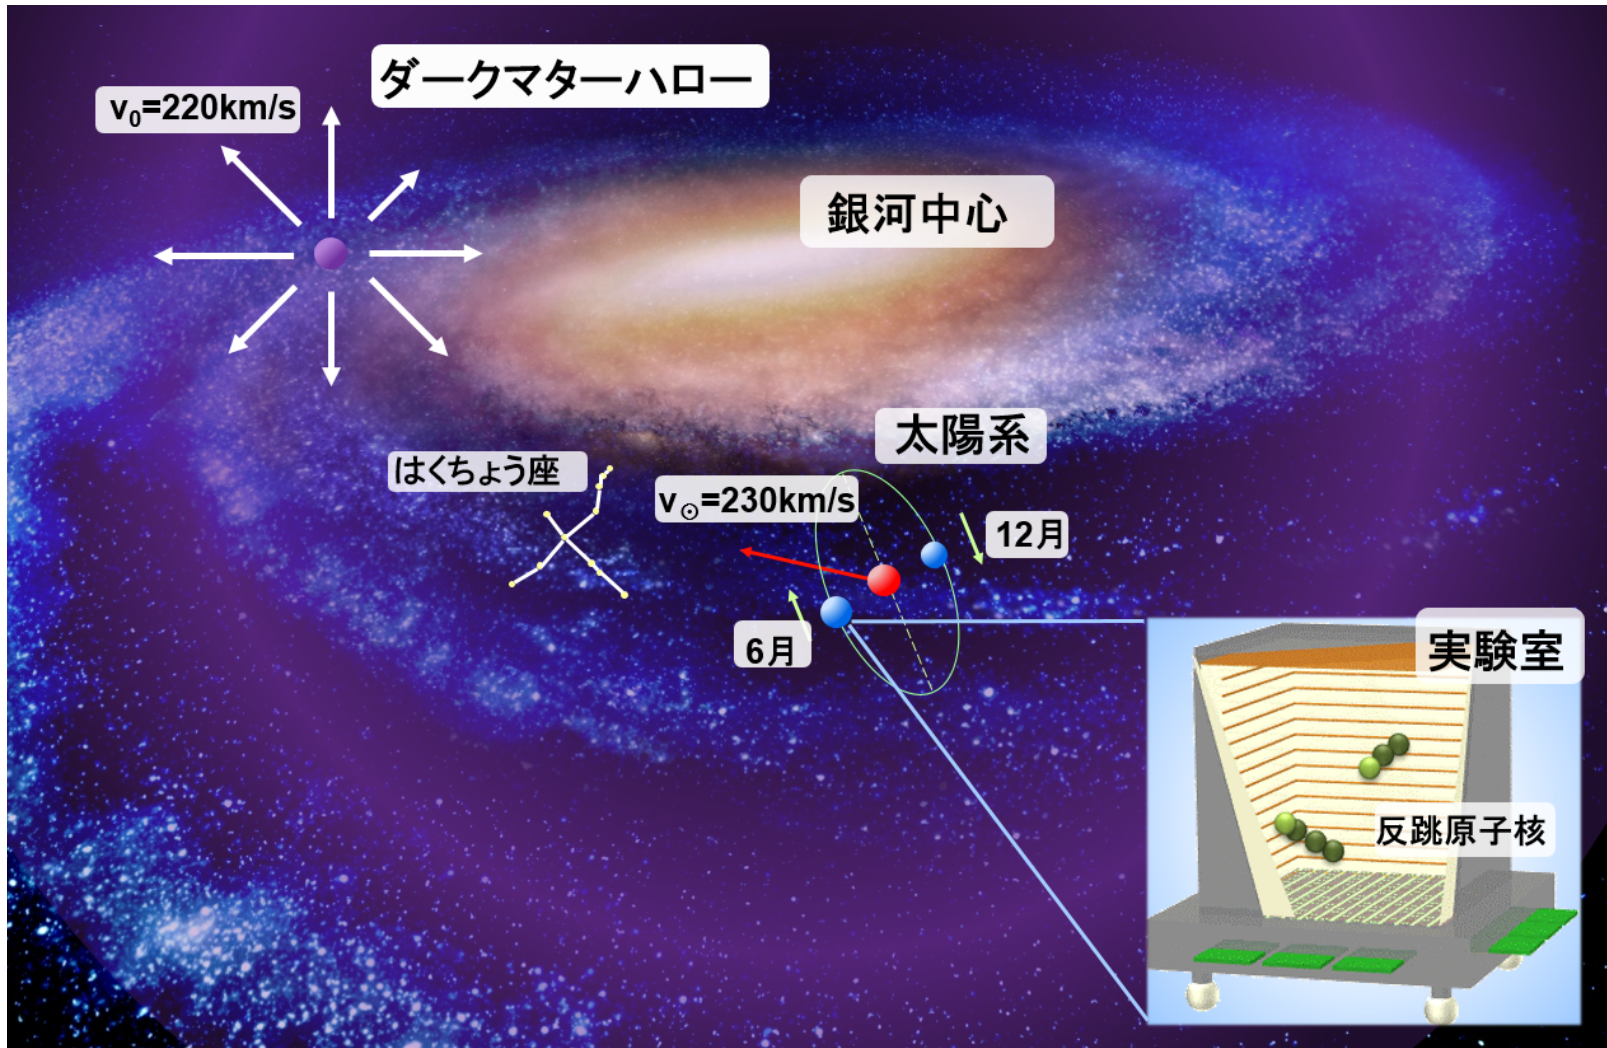 ダークマターハロー
v₀=220km/s
銀河中心
太陽系
はくちょう座
v☉=230km/s
12月
6月
実験室
反跳原子核